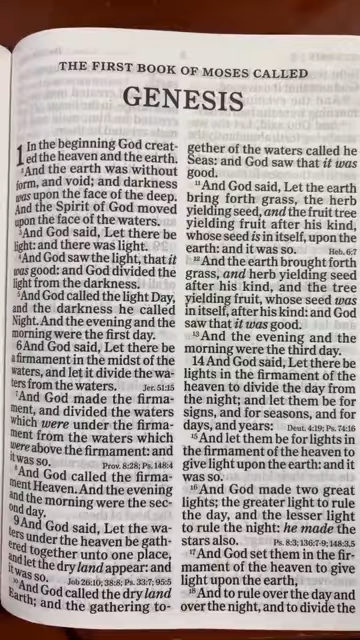 THE FIRST BOOK OF MOSES CALLED
GENESIS
1 In the beginning God creat-
ed the heaven and the earth.
2 And the earth was without
form, and void; and darkness
was upon the face of the deep.
And the Spirit of God moved
upon the face of the waters.
3 And God said, Let there be
light: and there was light.
4 And God saw the light, that it
was good: and God divided the
light from the darkness.
5 And God called the light Day,
and the darkness he called
Night. And the evening and the
morning were the first day.
6 And God said, Let there be
a firmament in the midst of the
waters, and let it divide the wa-
ters from the waters. Jer. 51:15
7 And God made the firma-
ment, and divided the waters
which were under the firma-
ment from the waters which
were above the firmament: and
it was so. Prov. 8:28; Ps. 148:4
8 And God called the firma-
ment Heaven. And the evening
and the morning were the sec-
ond day.
9 And God said, Let the wa-
ters under the heaven be gath-
ered together unto one place,
and let the dry land appear: and
it was so. Job 26:10; 38:8; Ps. 33:7; 95:5
10 And God called the dry land
Earth; and the gathering to-
gether of the waters called he
Seas: and God saw that it was
good.
11 And God said, Let the earth
bring forth grass, the herb
yielding seed, and the fruit tree
yielding fruit after his kind,
whose seed is in itself, upon the
earth: and it was so. Heb. 6:7
12 And the earth brought forth
grass, and herb yielding seed
after his kind, and the tree
yielding fruit, whose seed was
in itself, after his kind: and God
saw that it was good.
13 And the evening and the
morning were the third day.
14 And God said, Let there be
lights in the firmament of the
heaven to divide the day from
the night; and let them be for
signs, and for seasons, and for
days, and years: Deut. 4:19; Ps. 74:16
15 And let them be for lights in
the firmament of the heaven to
give light upon the earth: and it
was so.
16 And God made two great
lights; the greater light to rule
the day, and the lesser light
to rule the night: he made the
stars also. Ps. 8:3; 136:7-9; 148:3,5
17 And God set them in the fir-
mament of the heaven to give
light upon the earth,
18 And to rule over the day and
over the night, and to divide the